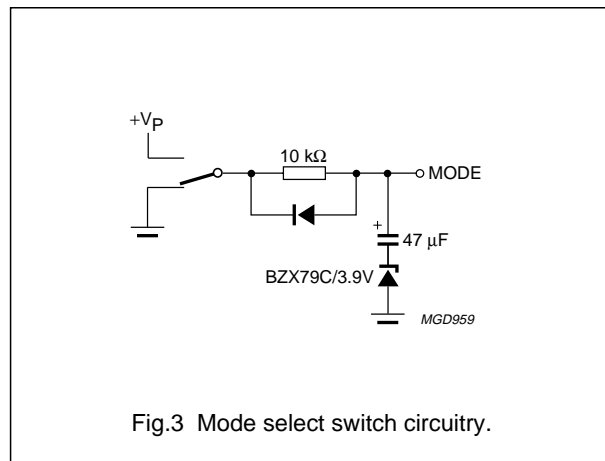 +VP
10 kΩ
MODE
+
47 μF
BZX79C/3.9V
MGD959
Fig.3 Mode select switch circuitry.